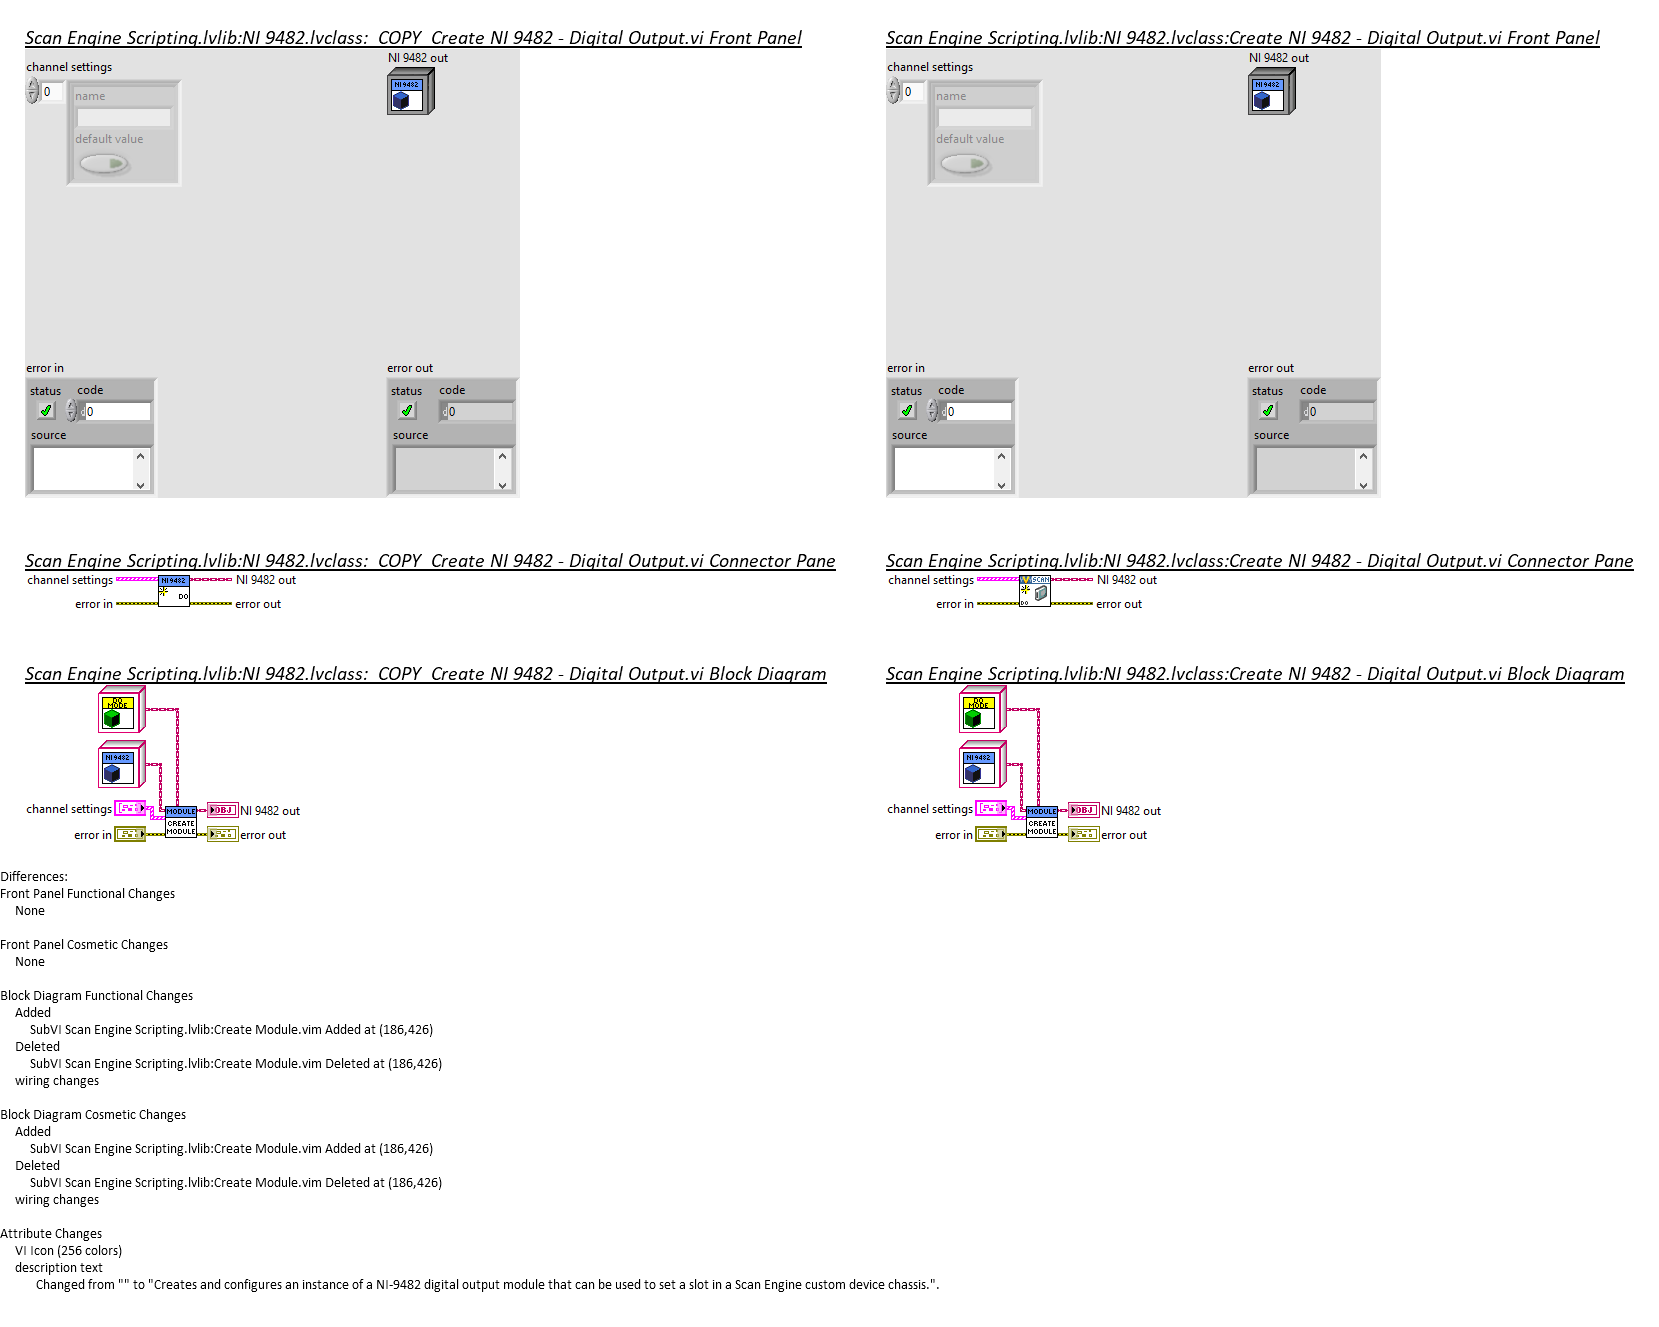 Scan Engine Scripting.lvlib:NI 9482.lvclass:_COPY_Create NI 9482 - Digital Output.vi Front Panel
channel settings
NI 9482 out
0
name
NI 9482
default value
error in
error out
status code
0
source
status code
0
source
Scan Engine Scripting.lvlib:NI 9482.lvclass:Create NI 9482 - Digital Output.vi Front Panel
channel settings
NI 9482 out
0
name
NI 9482
default value
error in
error out
status code
0
source
status code
0
source
Scan Engine Scripting.lvlib:NI 9482.lvclass:_COPY_Create NI 9482 - Digital Output.vi Connector Pane
channel settings
NI 9482
NI 9482 out
error in
DO
error out
Scan Engine Scripting.lvlib:NI 9482.lvclass:Create NI 9482 - Digital Output.vi Connector Pane
channel settings
SCAN
NI 9482 out
error in
DO
error out
Scan Engine Scripting.lvlib:NI 9482.lvclass:_COPY_Create NI 9482 - Digital Output.vi Block Diagram
DO
MODE
NI 9482
channel settings
MODULE
OBJ
NI 9482 out
error in
CREATE
MODULE
error out
Scan Engine Scripting.lvlib:NI 9482.lvclass:Create NI 9482 - Digital Output.vi Block Diagram
DO
MODE
NI 9482
channel settings
MODULE
OBJ
NI 9482 out
error in
CREATE
MODULE
error out
Differences:
Front Panel Functional Changes
None
Front Panel Cosmetic Changes
None
Block Diagram Functional Changes
Added
SubVI Scan Engine Scripting.lvlib:Create Module.vim Added at (186,426)
Deleted
SubVI Scan Engine Scripting.lvlib:Create Module.vim Deleted at (186,426)
wiring changes
Block Diagram Cosmetic Changes
Added
SubVI Scan Engine Scripting.lvlib:Create Module.vim Added at (186,426)
Deleted
SubVI Scan Engine Scripting.lvlib:Create Module.vim Deleted at (186,426)
wiring changes
Attribute Changes
VI Icon (256 colors)
description text
Changed from "" to "Creates and configures an instance of a NI-9482 digital output module that can be used to set a slot in a Scan Engine custom device chassis.".